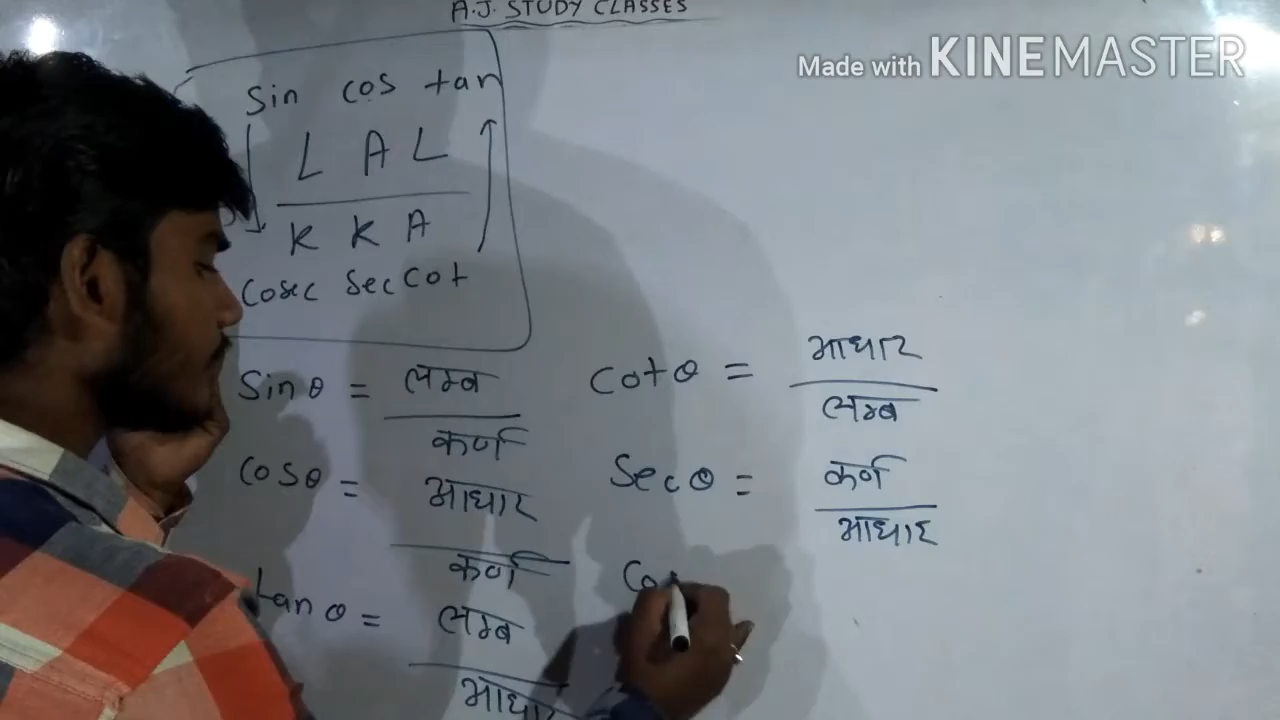 A.J. STUDY CLASSES
Made with KINEMASTER
Sin cos tan
L A L
K K A
Cosec Sec Cot
Sinθ = लम्ब
कर्ण
Cosθ = आधार
कर्ण
tanθ = लम्ब
आधार
Cotθ = आधार
लम्ब
Secθ = कर्ण
आधार
Co